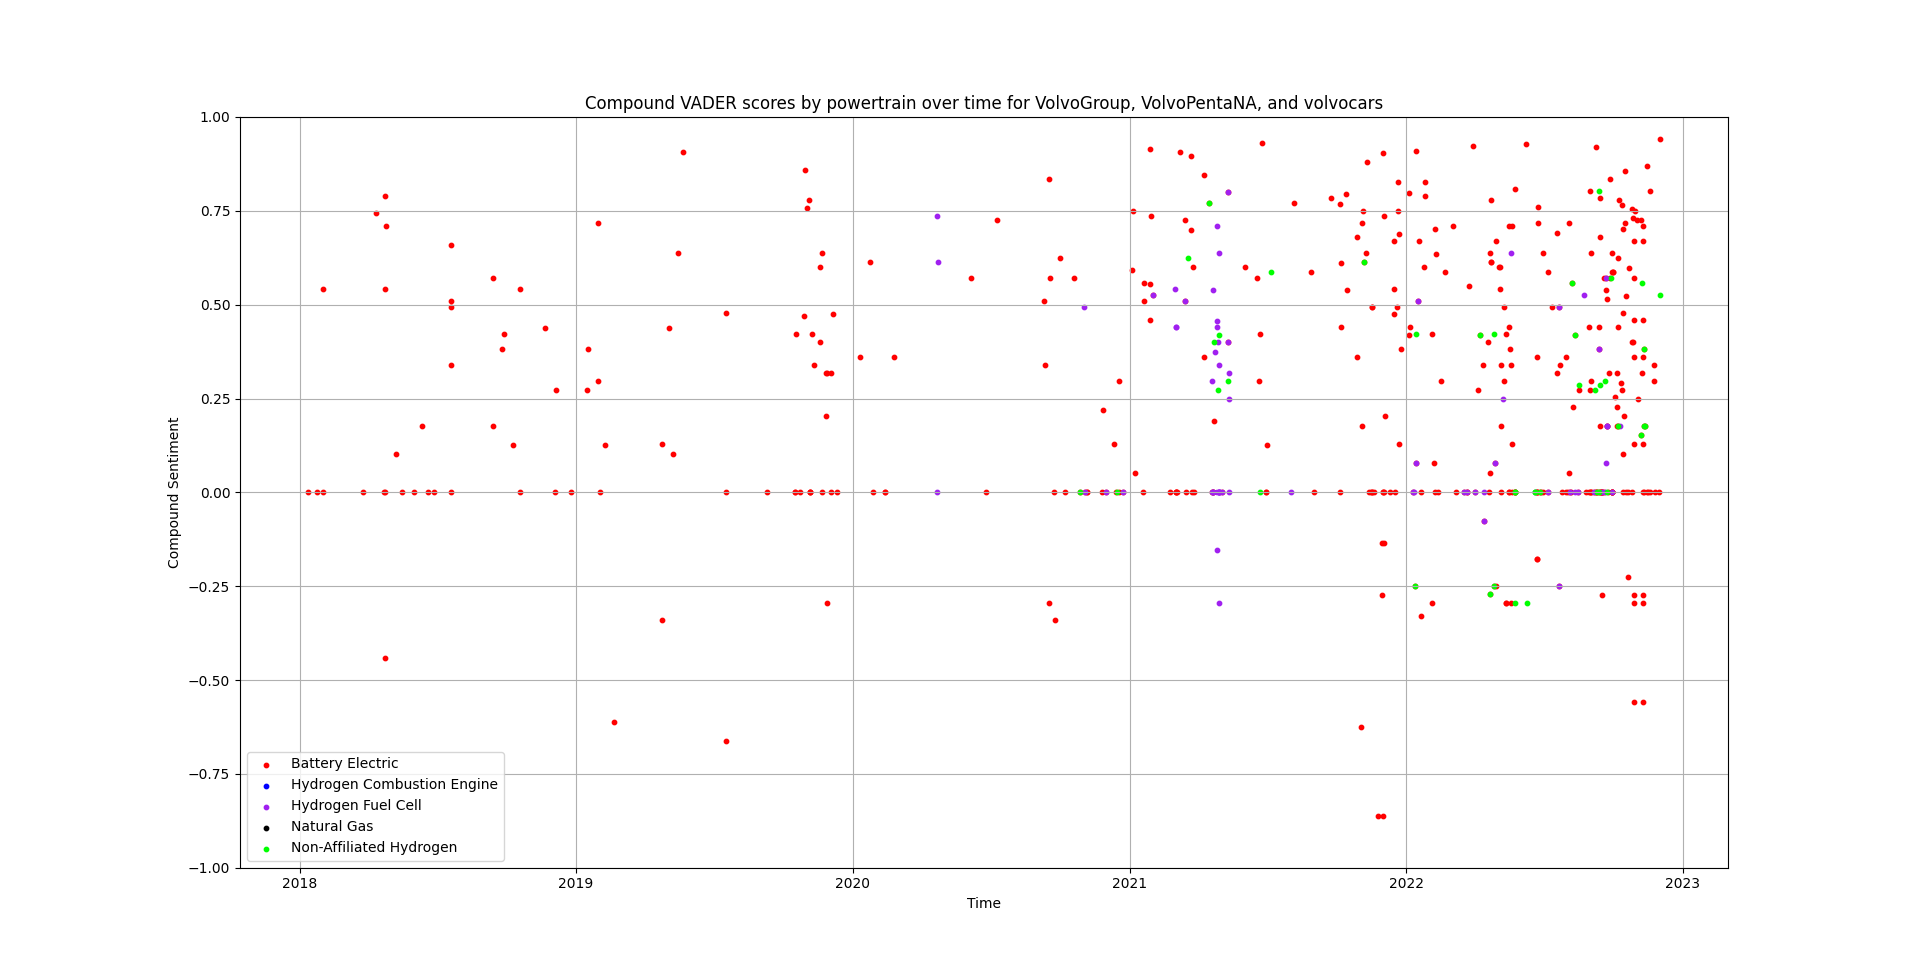 Compound VADER scores by powertrain over time for VolvoGroup, VolvoPentaNA, and volvocars
1.00
0.75
0.50
0.25
0.00
−0.25
−0.50
−0.75
−1.00
Compound Sentiment
Battery Electric
Hydrogen Combustion Engine
Hydrogen Fuel Cell
Natural Gas
Non-Affiliated Hydrogen
2018 2019 2020 2021 2022 2023
Time